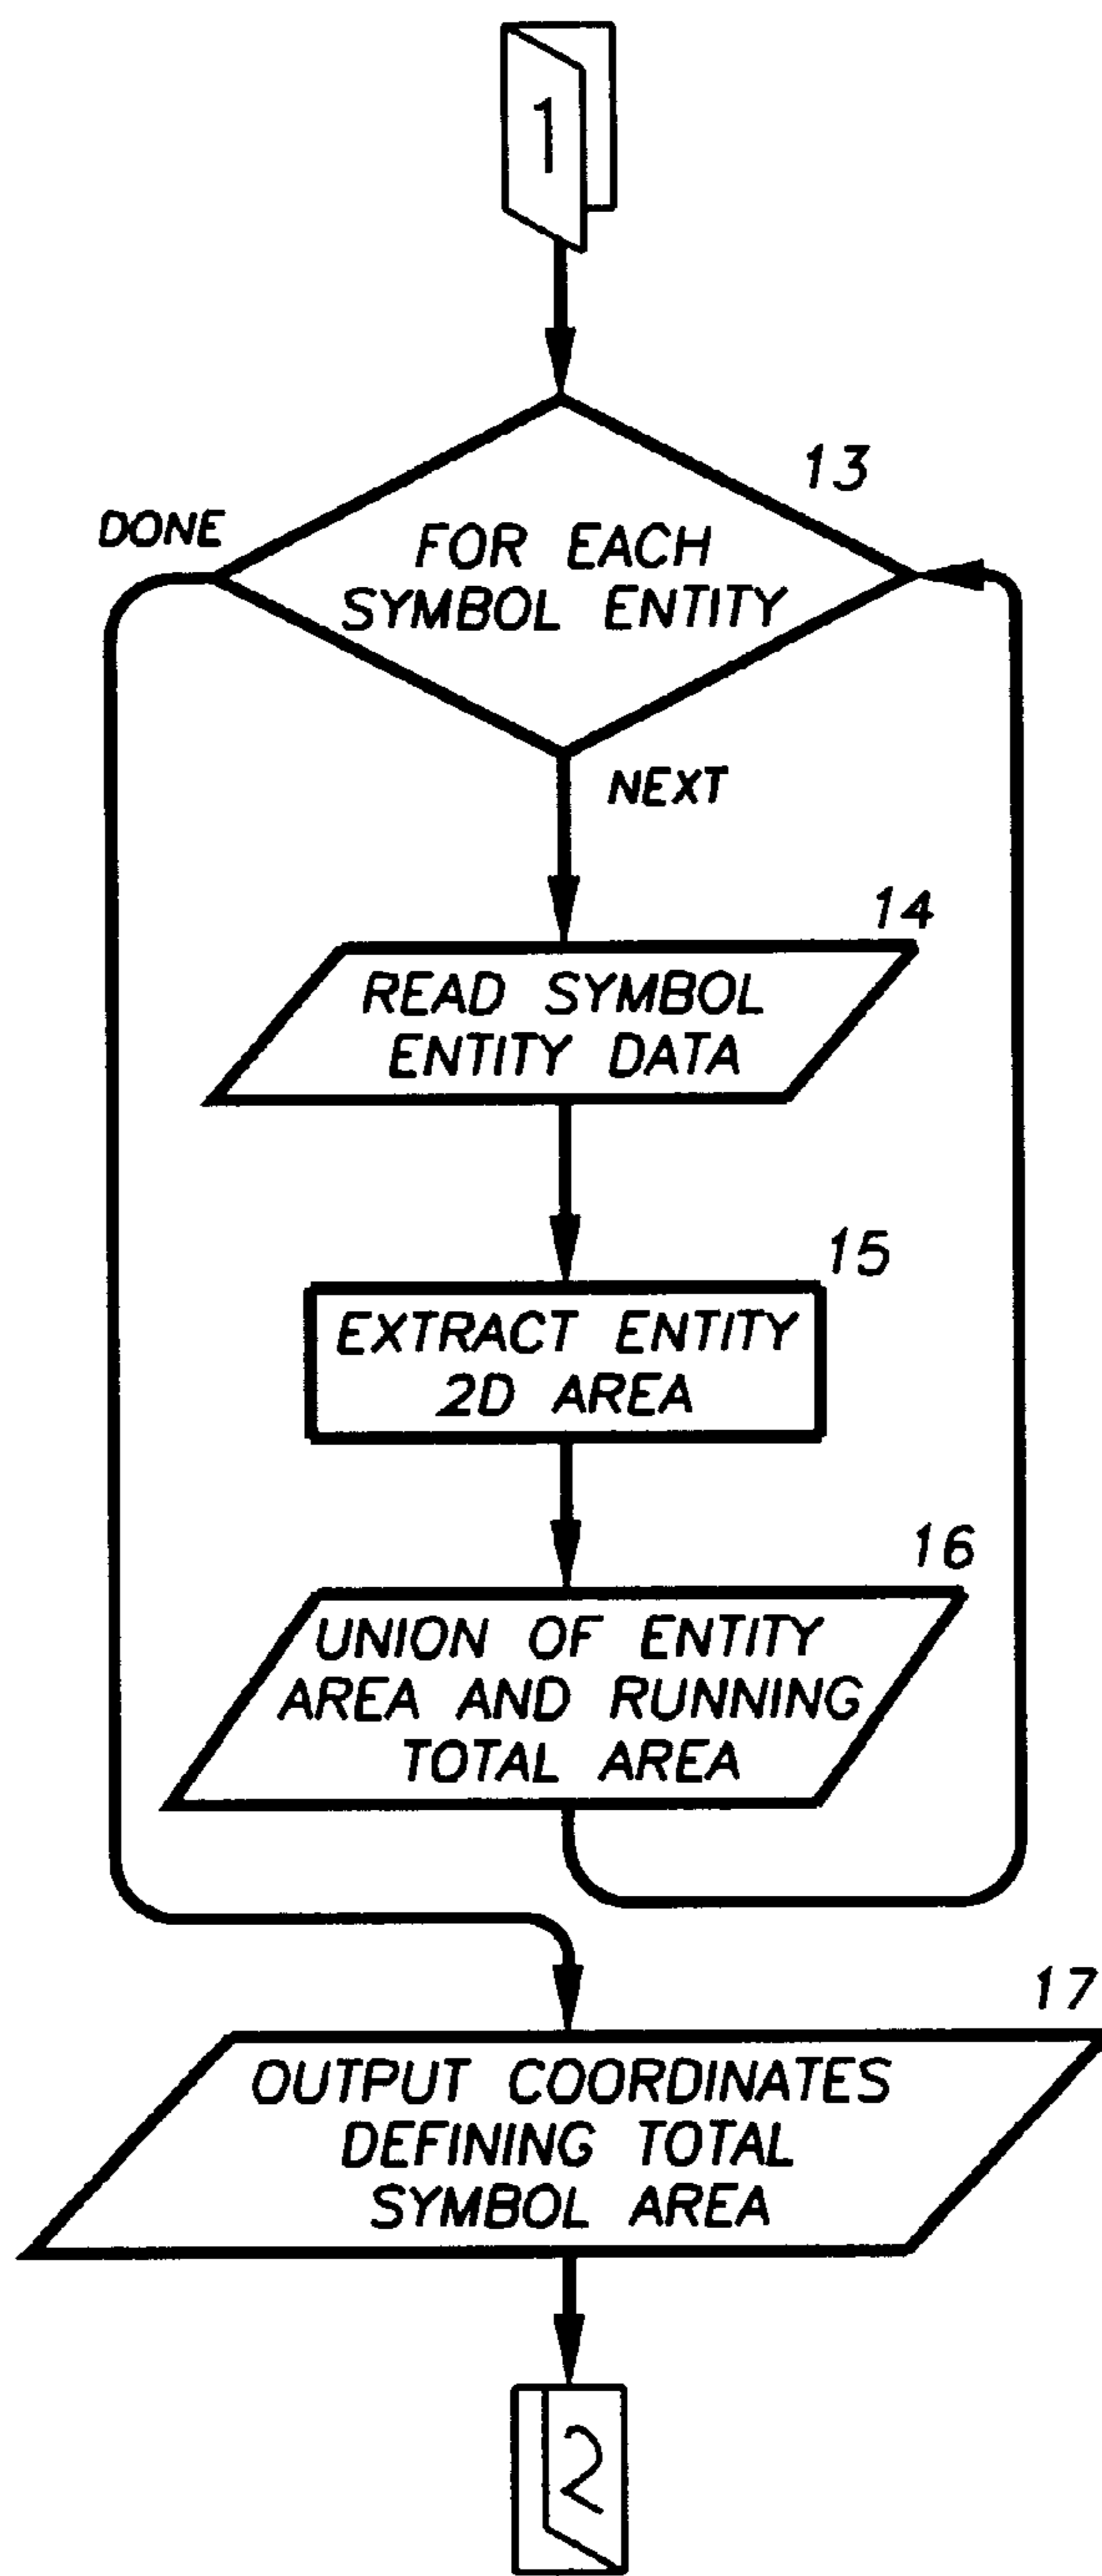 1
13
DONE
FOR EACH
SYMBOL ENTITY
NEXT
14
READ SYMBOL
ENTITY DATA
15
EXTRACT ENTITY
2D AREA
16
UNION OF ENTITY
AREA AND RUNNING
TOTAL AREA
17
OUTPUT COORDINATES
DEFINING TOTAL
SYMBOL AREA
2